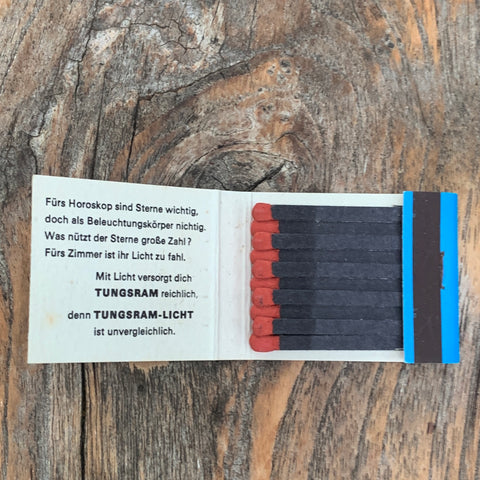 Fürs Horoskop sind Sterne wichtig,
doch als Beleuchtungskörper nichtig.
Was nützt der Sterne große Zahl?
Fürs Zimmer ist ihr Licht zu fahl.
Mit Licht versorgt dich
TUNGSRAM reichlich,
denn TUNGSRAM-LICHT
ist unvergleichlich.